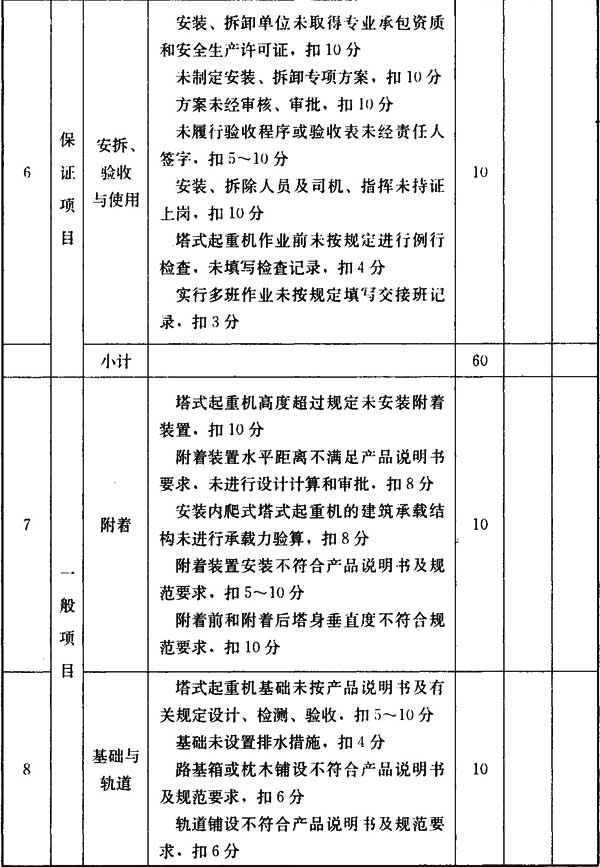 安装、拆卸单位未取得专业承包资质
和安全生产许可证，扣10分
未制定安装、拆卸专项方案，扣10分
方案未经审核、审批，扣10分
未履行验收程序或验收表未经责任人
签字，扣5～10分
安装、拆除人员及司机、指挥未持证
上岗，扣10分
塔式起重机作业前未按规定进行例行
检查，未填写检查记录，扣4分
实行多班作业未按规定填写交接班记
录，扣3分
6
保证项目
安拆、
验收
与使用
10
小计
60
塔式起重机高度超过规定未安装附着
装置，扣10分
附着装置水平距离不满足产品说明书
要求，未进行设计计算和审批，扣8分
安装内爬式塔式起重机的建筑承载结
构未进行承载力验算，扣8分
附着装置安装不符合产品说明书及规
范要求，扣5～10分
附着前和附着后塔身垂直度不符合规
范要求，扣10分
7
一般项目
附着
10
塔式起重机基础未按产品说明书及有
关规定设计、检测、验收，扣5～10分
基础未设置排水措施，扣4分
路基箱或枕木铺设不符合产品说明书
及规范要求，扣6分
轨道铺设不符合产品说明书及规范要
求，扣6分
8
基础与
轨道
10